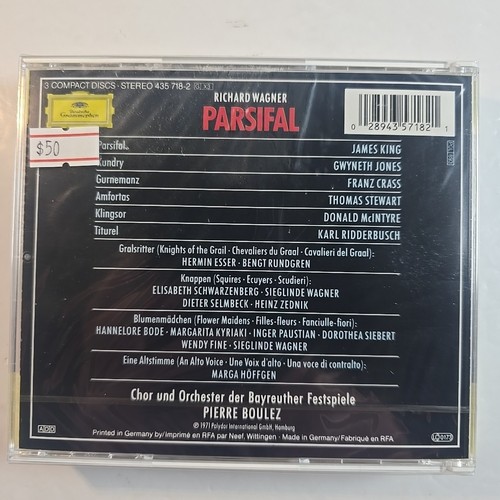 3 COMPACT DISCS · STEREO 435 718-2 GH 3
Deutsche
Grammophon
RICHARD WAGNER
PARSIFAL
0 28943 57182 1
$50
Parsifal JAMES KING
Kundry GWYNETH JONES
Gurnemanz FRANZ CRASS
Amfortas THOMAS STEWART
Klingsor DONALD McINTYRE
Titurel KARL RIDDERBUSCH
Gralsritter (Knights of the Grail · Chevaliers du Graal · Cavalieri del Graal):
HERMIN ESSER · BENGT RUNDGREN
Knappen (Squires · Ecuyers · Scudieri):
ELISABETH SCHWARZENBERG · SIEGLINDE WAGNER
DIETER SELMBECK · HEINZ ZEDNIK
Blumenmädchen (Flower Maidens · Filles-fleurs · Fanciulle-fiori):
HANNELORE BODE · MARGARITA KYRIAKI · INGER PAUSTIAN · DOROTHEA SIEBERT
WENDY FINE · SIEGLINDE WAGNER
Eine Altstimme (An Alto Voice · Une Voix d'alto · Una voce di contralto):
MARGA HÖFFGEN
Chor und Orchester der Bayreuther Festspiele
PIERRE BOULEZ
℗ 1971 Polydor International GmbH, Hamburg
ADD
Printed in Germany by/Imprimé en RFA par Neef, Wittingen · Made in Germany/Fabriqué en RFA
LC 0173